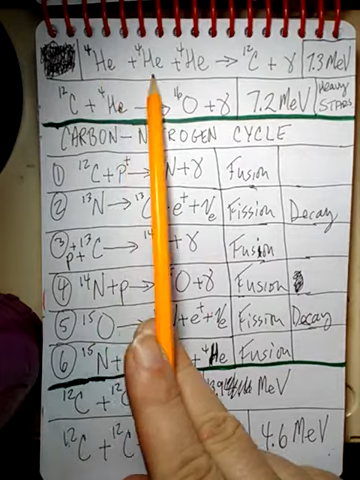 ⁴He + ⁴He + ⁴He → ¹²C + γ 7.3 MeV
¹²C + ⁴He → ¹⁶O + γ 7.2 MeV Heavy STARS
CARBON-NITROGEN CYCLE
① ¹²C + p⁺ → N + γ Fusion
② ¹³N → ¹³C e⁺ + νe Fission Decay
③ p⁺ + ¹³C → ¹⁴ + γ Fusion
④ ¹⁴N + p → O + γ Fusion
⑤ ¹⁵O → + e⁺ + νe Fission Decay
⑥ ¹⁵N + + ⁴He Fusion
¹²C + ¹²C MeV
¹²C + ¹²C 4.6 MeV